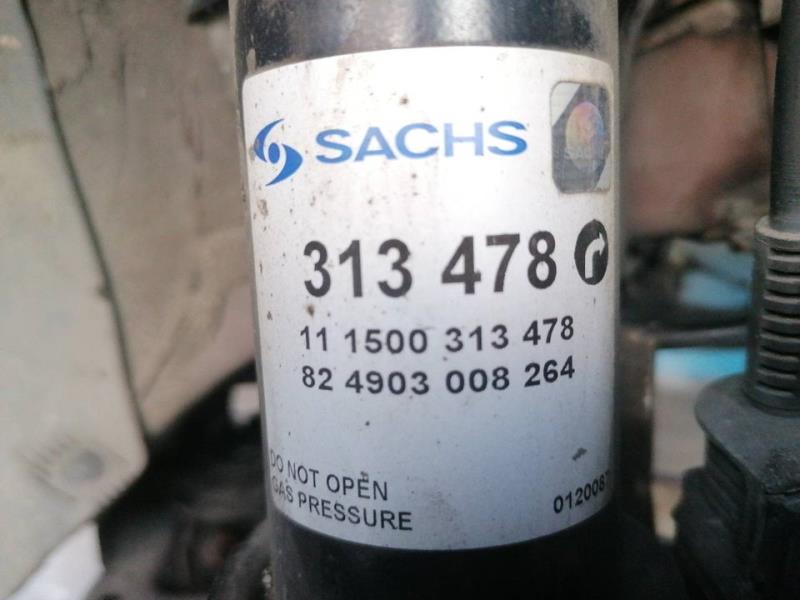 SACHS
313 478
11 1500 313 478
82 4903 008 264
DO NOT OPEN
GAS PRESSURE